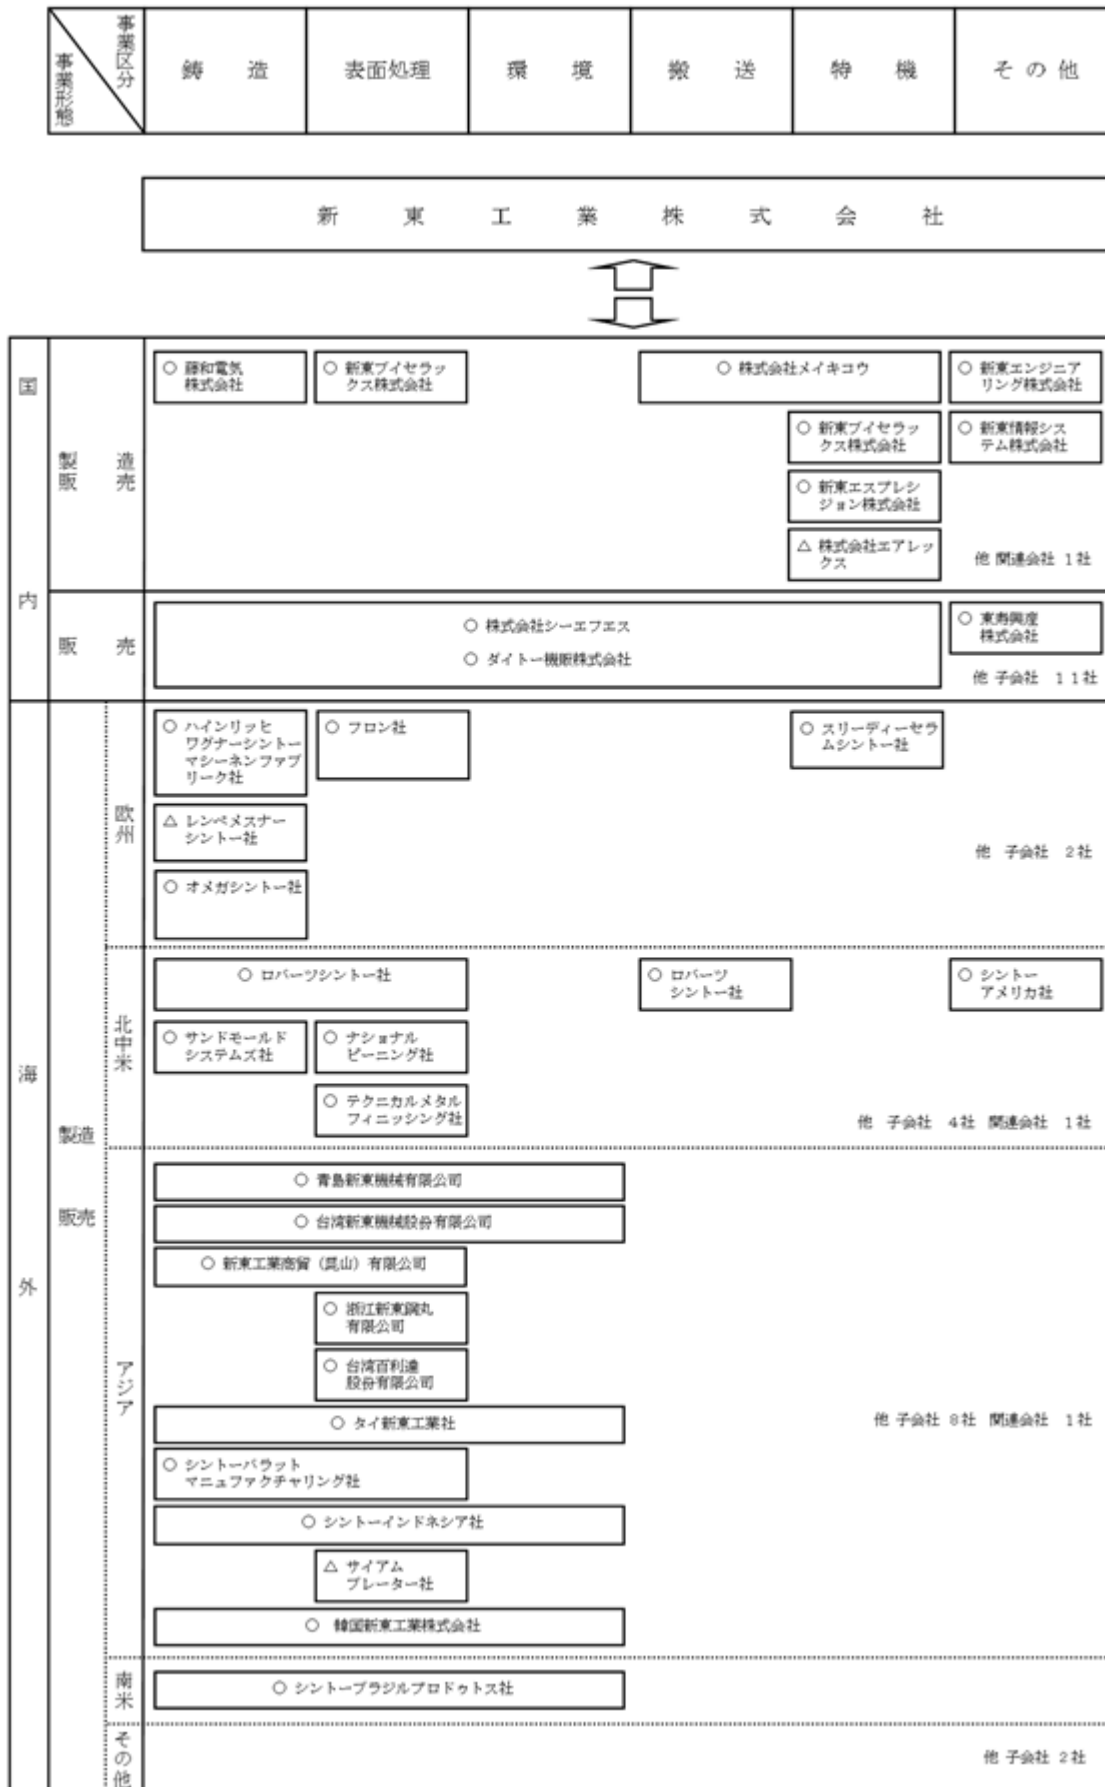 事業区分
事業形態
鋳造
表面処理
環境
搬送
特機
その他
新東工業株式会社
国内
製造
販売
○ 藤和電気
株式会社
○ 新東ブイセラッ
クス株式会社
○ 株式会社メイキコウ
○ 新東エンジニア
リング株式会社
○ 新東ブイセラッ
クス株式会社
○ 新東情報シス
テム株式会社
○ 新東エスプレシ
ジョン株式会社
△ 株式会社エアレッ
クス
他 関連会社 1社
販売
○ 株式会社シーエフエス
○ ダイトー機販株式会社
○ 東寿興産
株式会社
他 子会社 11社
海外
製造
販売
欧州
○ ハインリッヒ
ワグナーシントー
マシーネンファブ
リーク社
○ フロン社
○ スリーディーセラ
ムシントー社
△ レンペメスナー
シントー社
○ オメガシントー社
他 子会社 2社
北中米
○ ロバーツシントー社
○ ロバーツ
シントー社
○ シントー
アメリカ社
○ サンドモールド
システムズ社
○ ナショナル
ピーニング社
○ テクニカルメタル
フィニッシング社
他 子会社 4社 関連会社 1社
アジア
○ 青島新東機械有限公司
○ 台湾新東機械股份有限公司
○ 新東工業商貿（昆山）有限公司
○ 浙江新東鋼丸
有限公司
○ 台湾百利達
股份有限公司
○ タイ新東工業社
○ シントーバラット
マニュファクチャリング社
○ シントーインドネシア社
△ サイアム
ブレーター社
○ 韓国新東工業株式会社
他 子会社 8社 関連会社 1社
南米
○ シントーブラジルプロドゥトス社
その他
他 子会社 2社